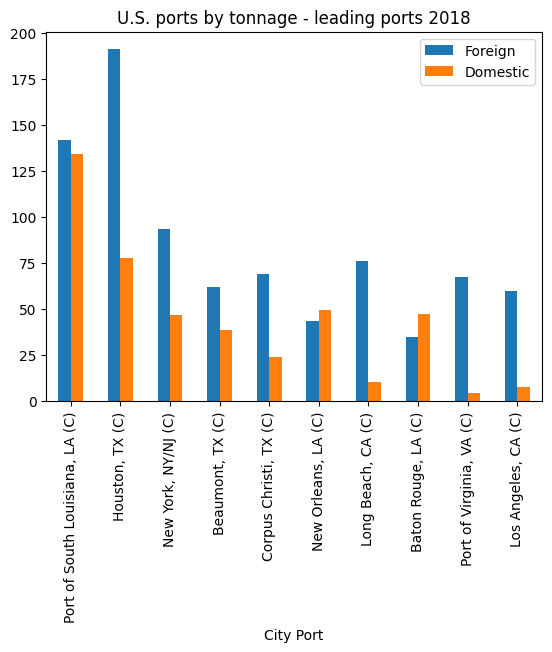 U.S. ports by tonnage - leading ports 2018
Foreign
Domestic
200
175
150
125
100
75
50
25
0
Port of South Louisiana, LA (C)
Houston, TX (C)
New York, NY/NJ (C)
Beaumont, TX (C)
Corpus Christi, TX (C)
New Orleans, LA (C)
Long Beach, CA (C)
Baton Rouge, LA (C)
Port of Virginia, VA (C)
Los Angeles, CA (C)
City Port